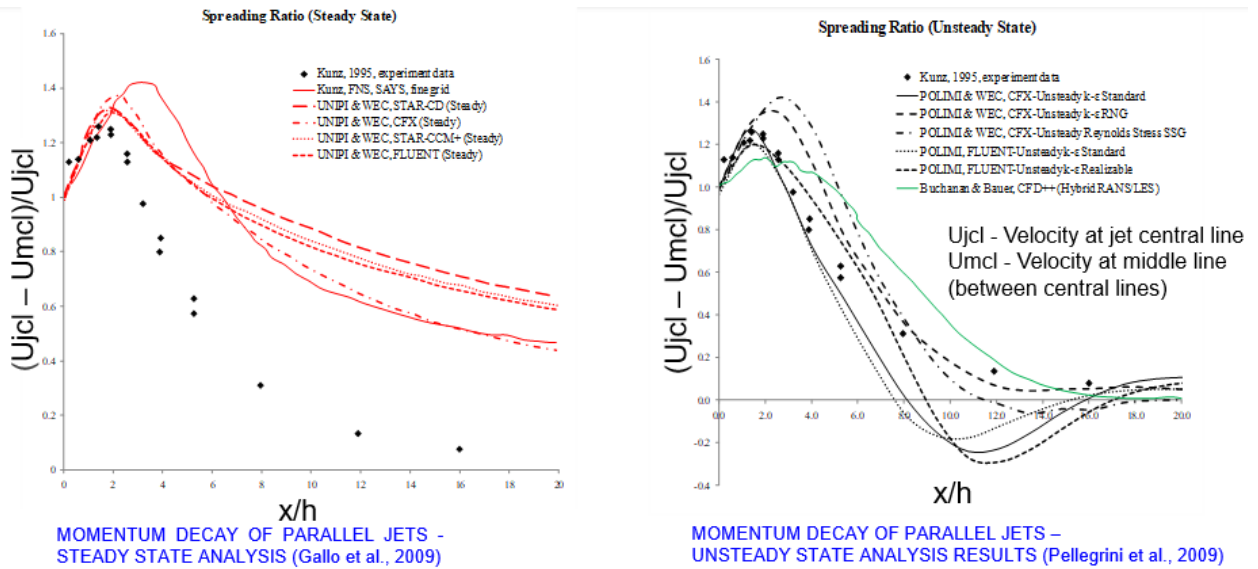 Spreading Ratio (Steady State)
(Ujcl – Umcl)/Ujcl
1.6
1.4
1.2
1
0.8
0.6
0.4
0.2
0
Kunz, 1995, experiment data
Kunz, FNS, SAYS, fine grid
UNIPI & WEC, STAR-CD (Steady)
UNIPI & WEC, CFX (Steady)
UNIPI & WEC, STAR-CCM+ (Steady)
UNIPI & WEC, FLUENT (Steady)
0 2 4 6 8 10 12 14 16 18 20
x/h
MOMENTUM DECAY OF PARALLEL JETS -
STEADY STATE ANALYSIS (Gallo et al., 2009)
Spreading Ratio (Unsteady State)
(Ujcl – Umcl)/Ujcl
1.6
1.4
1.2
1.0
0.8
0.6
0.4
0.2
0.0
-0.2
-0.4
Kunz, 1995, experiment data
POLIMI & WEC, CFX-Unsteady k-ε Standard
POLIMI & WEC, CFX-Unsteady k-ε RNG
POLIMI & WEC, CFX-Unsteady Reynolds Stress SSG
POLIMI, FLUENT-Unsteady k-ε Standard
POLIMI, FLUENT-Unsteady k-ε Realizable
Buchanan & Bauer, CFD++ (Hybrid RANS/LES)
Ujcl - Velocity at jet central line
Umcl - Velocity at middle line
(between central lines)
0.0 2.0 4.0 6.0 8.0 10.0 12.0 14.0 16.0 18.0 20.0
x/h
MOMENTUM DECAY OF PARALLEL JETS –
UNSTEADY STATE ANALYSIS RESULTS (Pellegrini et al., 2009)